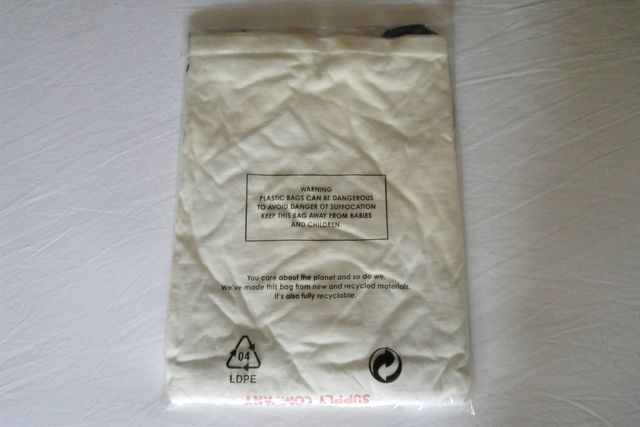 WARNING
PLASTIC BAGS CAN BE DANGEROUS
TO AVOID DANGER OF SUFFOCATION
KEEP THIS BAG AWAY FROM BABIES
AND CHILDREN.
You care about the planet and so do we.
We've made this bag from new and recycled materials.
It's also fully recyclable.
04
LDPE
SUPPLY COMPANY